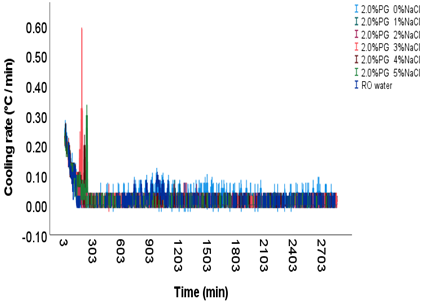 2.0%PG 0%NaCl
2.0%PG 1%NaCl
2.0%PG 2%NaCl
2.0%PG 3%NaCl
2.0%PG 4%NaCl
2.0%PG 5%NaCl
RO water
Cooling rate (°C / min)
0.60
0.50
0.40
0.30
0.20
0.10
0.00
-0.10
3
303
603
903
1203
1503
1803
2103
2403
2703
Time (min)